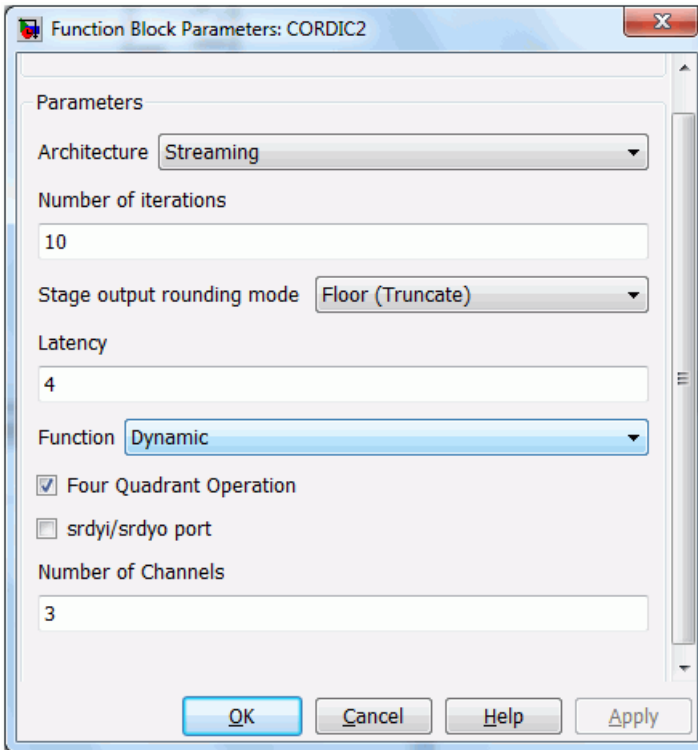 Function Block Parameters: CORDIC2
Parameters
Architecture Streaming
Number of iterations
10
Stage output rounding mode Floor (Truncate)
Latency
4
Function Dynamic
Four Quadrant Operation
srdyi/srdyo port
Number of Channels
3
OK Cancel Help Apply